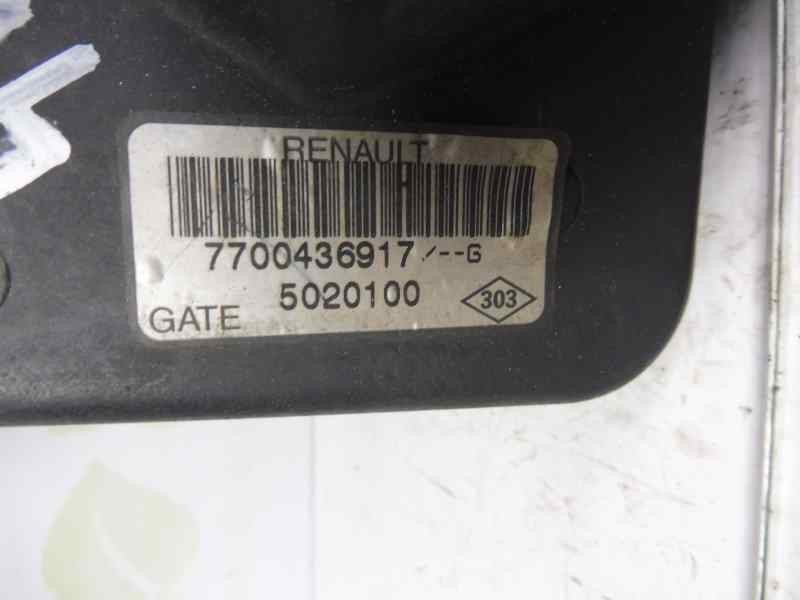 RENAULT
7700436917/--G
5020100
GATE
303